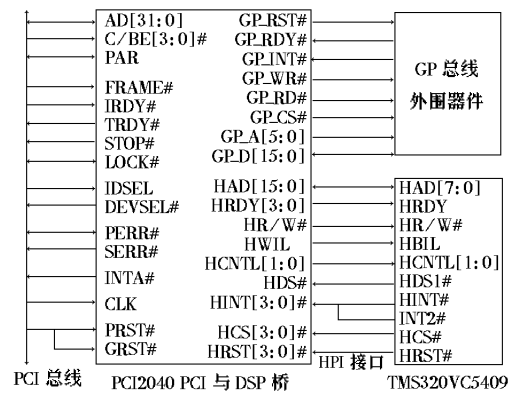 AD[31:0]
C/BE[3:0]#
PAR
FRAME#
IRDY#
TRDY#
STOP#
LOCK#
IDSEL
DEVSEL#
PERR#
SERR#
INTA#
CLK
PRST#
GRST#
GP_RST#
GP_RDY#
GP_INT#
GP_WR#
GP_RD#
GP_CS#
GP_A[5:0]
GP_D[15:0]
HAD[15:0]
HRDY[3:0]
HR/W#
HWIL
HCNTL[1:0]
HDS#
HINT[3:0]#
HCS[3:0]#
HRST[3:0]#
GP 总线
外围器件
HAD[7:0]
HRDY
HR/W#
HBIL
HCNTL[1:0]
HDS1#
HINT#
INT2#
HCS#
HRST#
PCI 总线
PCI2040 PCI 与 DSP 桥
HPI 接口
TMS320VC5409